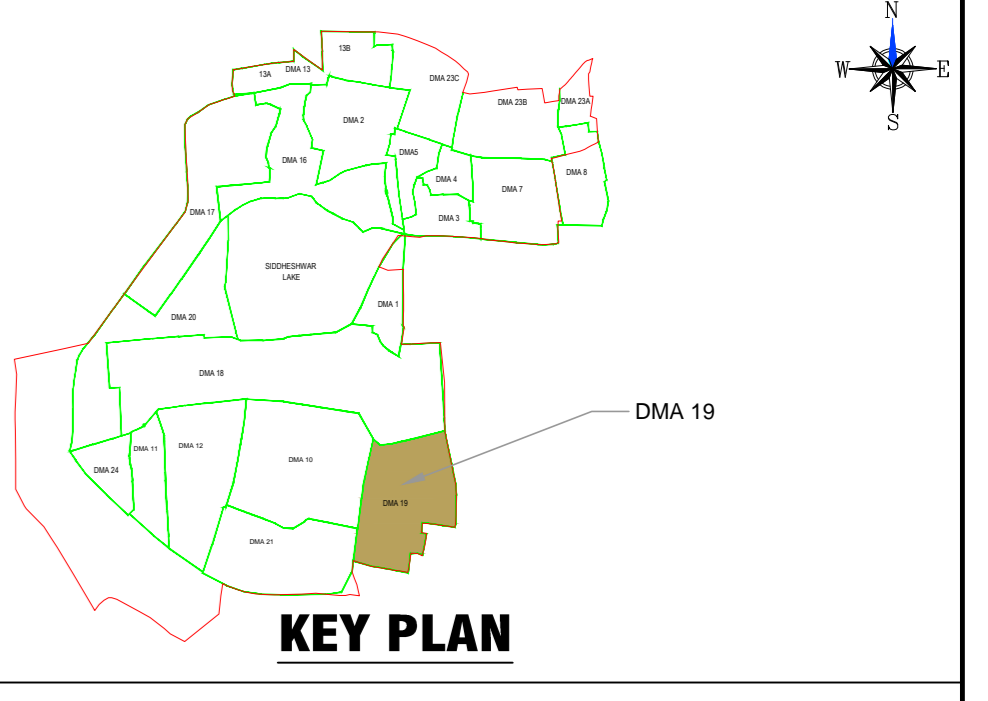 N
W
E
S
13B
13A
DMA 13
DMA 23C
DMA 23B
DMA 23A
DMA 2
DMA5
DMA 16
DMA 4
DMA 7
DMA 8
DMA 17
DMA 3
SIDDHESHWAR
LAKE
DMA 1
DMA 20
DMA 18
DMA 19
DMA 11
DMA 12
DMA 10
DMA 24
DMA 19
DMA 21
KEY PLAN